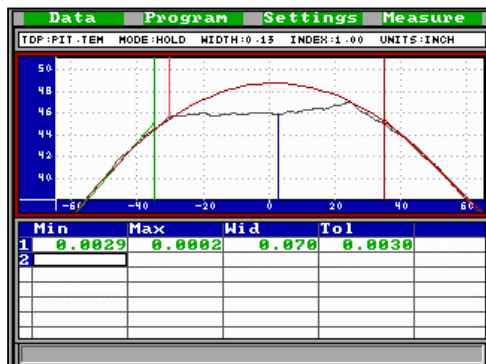 Data Program Settings Measure
TOP:PIT.TEM MODE:HOLD WIDTH:0.13 INDEX:1.00 UNITS:INCH
50
48
46
44
42
40
-60 -40 -20 0 20 40 60
Min Max Wid Tol
1 0.0029 0.0002 0.070 0.0030
2